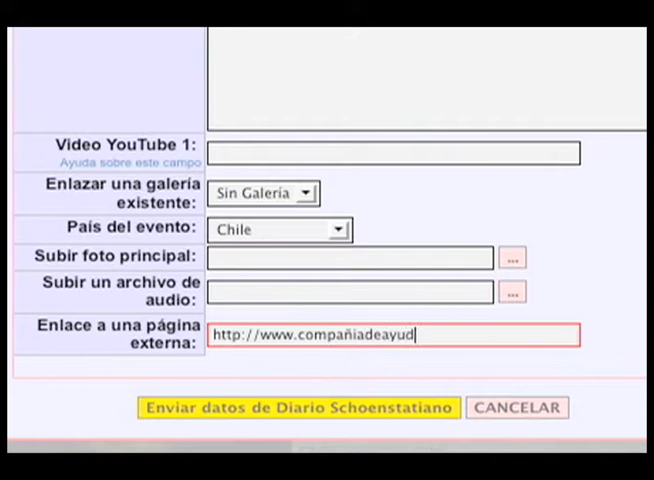 Video YouTube 1:
Ayuda sobre este campo
Enlazar una galería
existente:
Sin Galería
País del evento:
Chile
Subir foto principal:
...
Subir un archivo de
audio:
...
Enlace a una página
externa:
http://www.compañiadeayud
Enviar datos de Diario Schoenstatiano
CANCELAR